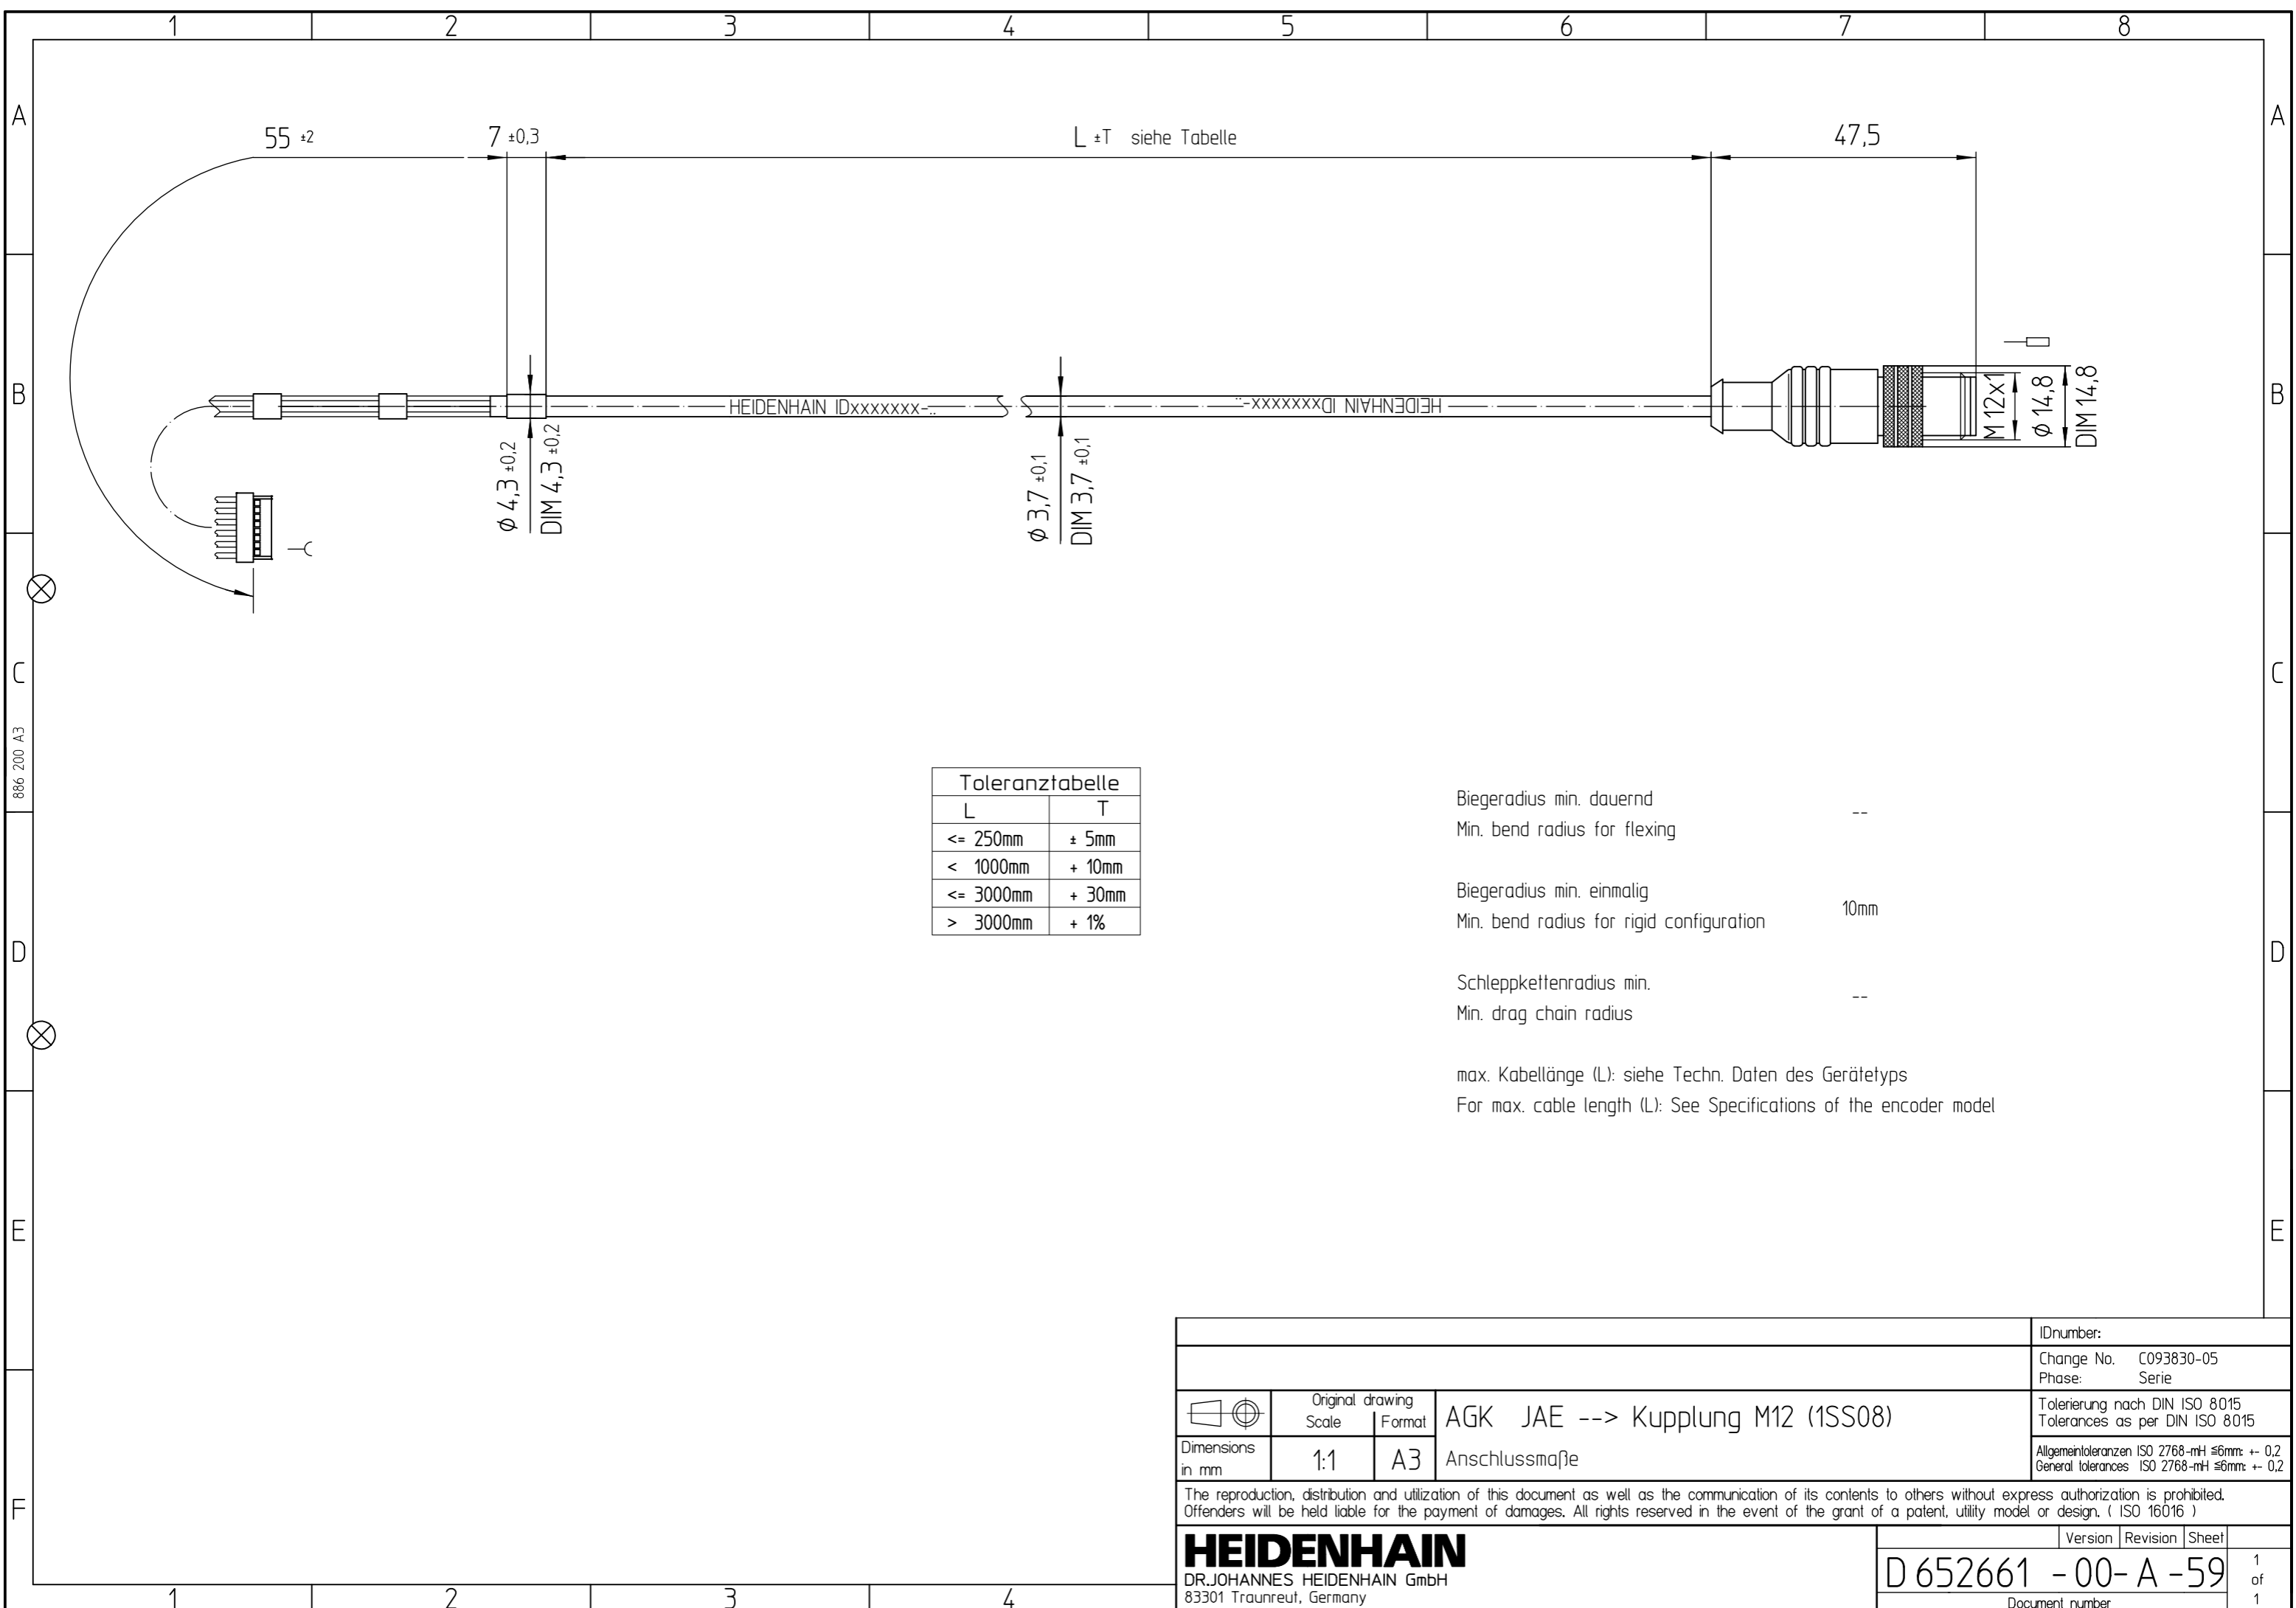 1 2 3 4 5 6 7 8
A A
55 ±2 7 ±0,3 L ±T siehe Tabelle 47,5
B B
HEIDENHAIN IDxxxxxxx-..
HEIDENHAIN IDxxxxxxx-..
M 12x1
ϕ 14,8
DIM 14,8
ϕ 4,3 ±0,2
DIM 4,3 ±0,2
ϕ 3,7 ±0,1
DIM 3,7 ±0,1
C C
886 200 A3
Toleranztabelle
L T
<= 250mm ± 5mm
< 1000mm + 10mm
<= 3000mm + 30mm
> 3000mm + 1%
Biegeradius min. dauernd
Min. bend radius for flexing
--
Biegeradius min. einmalig
Min. bend radius for rigid configuration
10mm
Schleppkettenradius min.
Min. drag chain radius
--
max. Kabellänge (L): siehe Techn. Daten des Gerätetyps
For max. cable length (L): See Specifications of the encoder model
D D
E E
F
IDnumber:
Change No. C093830-05
Phase: Serie
Original drawing
Scale Format
AGK JAE --> Kupplung M12 (1SS08)
Tolerierung nach DIN ISO 8015
Tolerances as per DIN ISO 8015
Dimensions
in mm
1:1 A3 Anschlussmaße
Allgemeintoleranzen ISO 2768-mH ≤6mm: +- 0,2
General tolerances ISO 2768-mH ≤6mm: +- 0,2
The reproduction, distribution and utilization of this document as well as the communication of its contents to others without express authorization is prohibited.
Offenders will be held liable for the payment of damages. All rights reserved in the event of the grant of a patent, utility model or design. ( ISO 16016 )
HEIDENHAIN
DR.JOHANNES HEIDENHAIN GmbH
83301 Traunreut, Germany
Version Revision Sheet
D 652661 - 00- A - 59
1
of
1
Document number
1 2 3 4